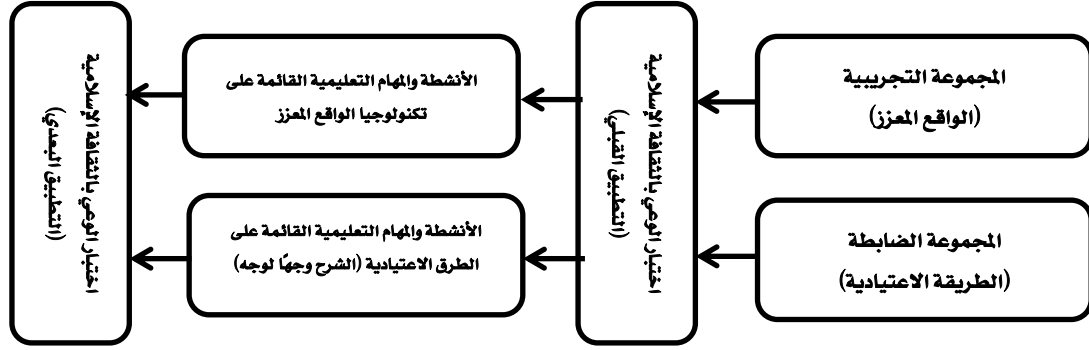 المجموعة التجريبية
(الواقع المعزز)
المجموعة الضابطة
(الطريقة الاعتيادية)
اختبار الوعي بالثقافة الإسلامية
(التطبيق القبلي)
الأنشطة والمهام التعليمية القائمة على
تكنولوجيا الواقع المعزز
الأنشطة والمهام التعليمية القائمة على
الطرق الاعتيادية (الشرح وجهًا لوجه)
اختبار الوعي بالثقافة الإسلامية
(التطبيق البعدي)